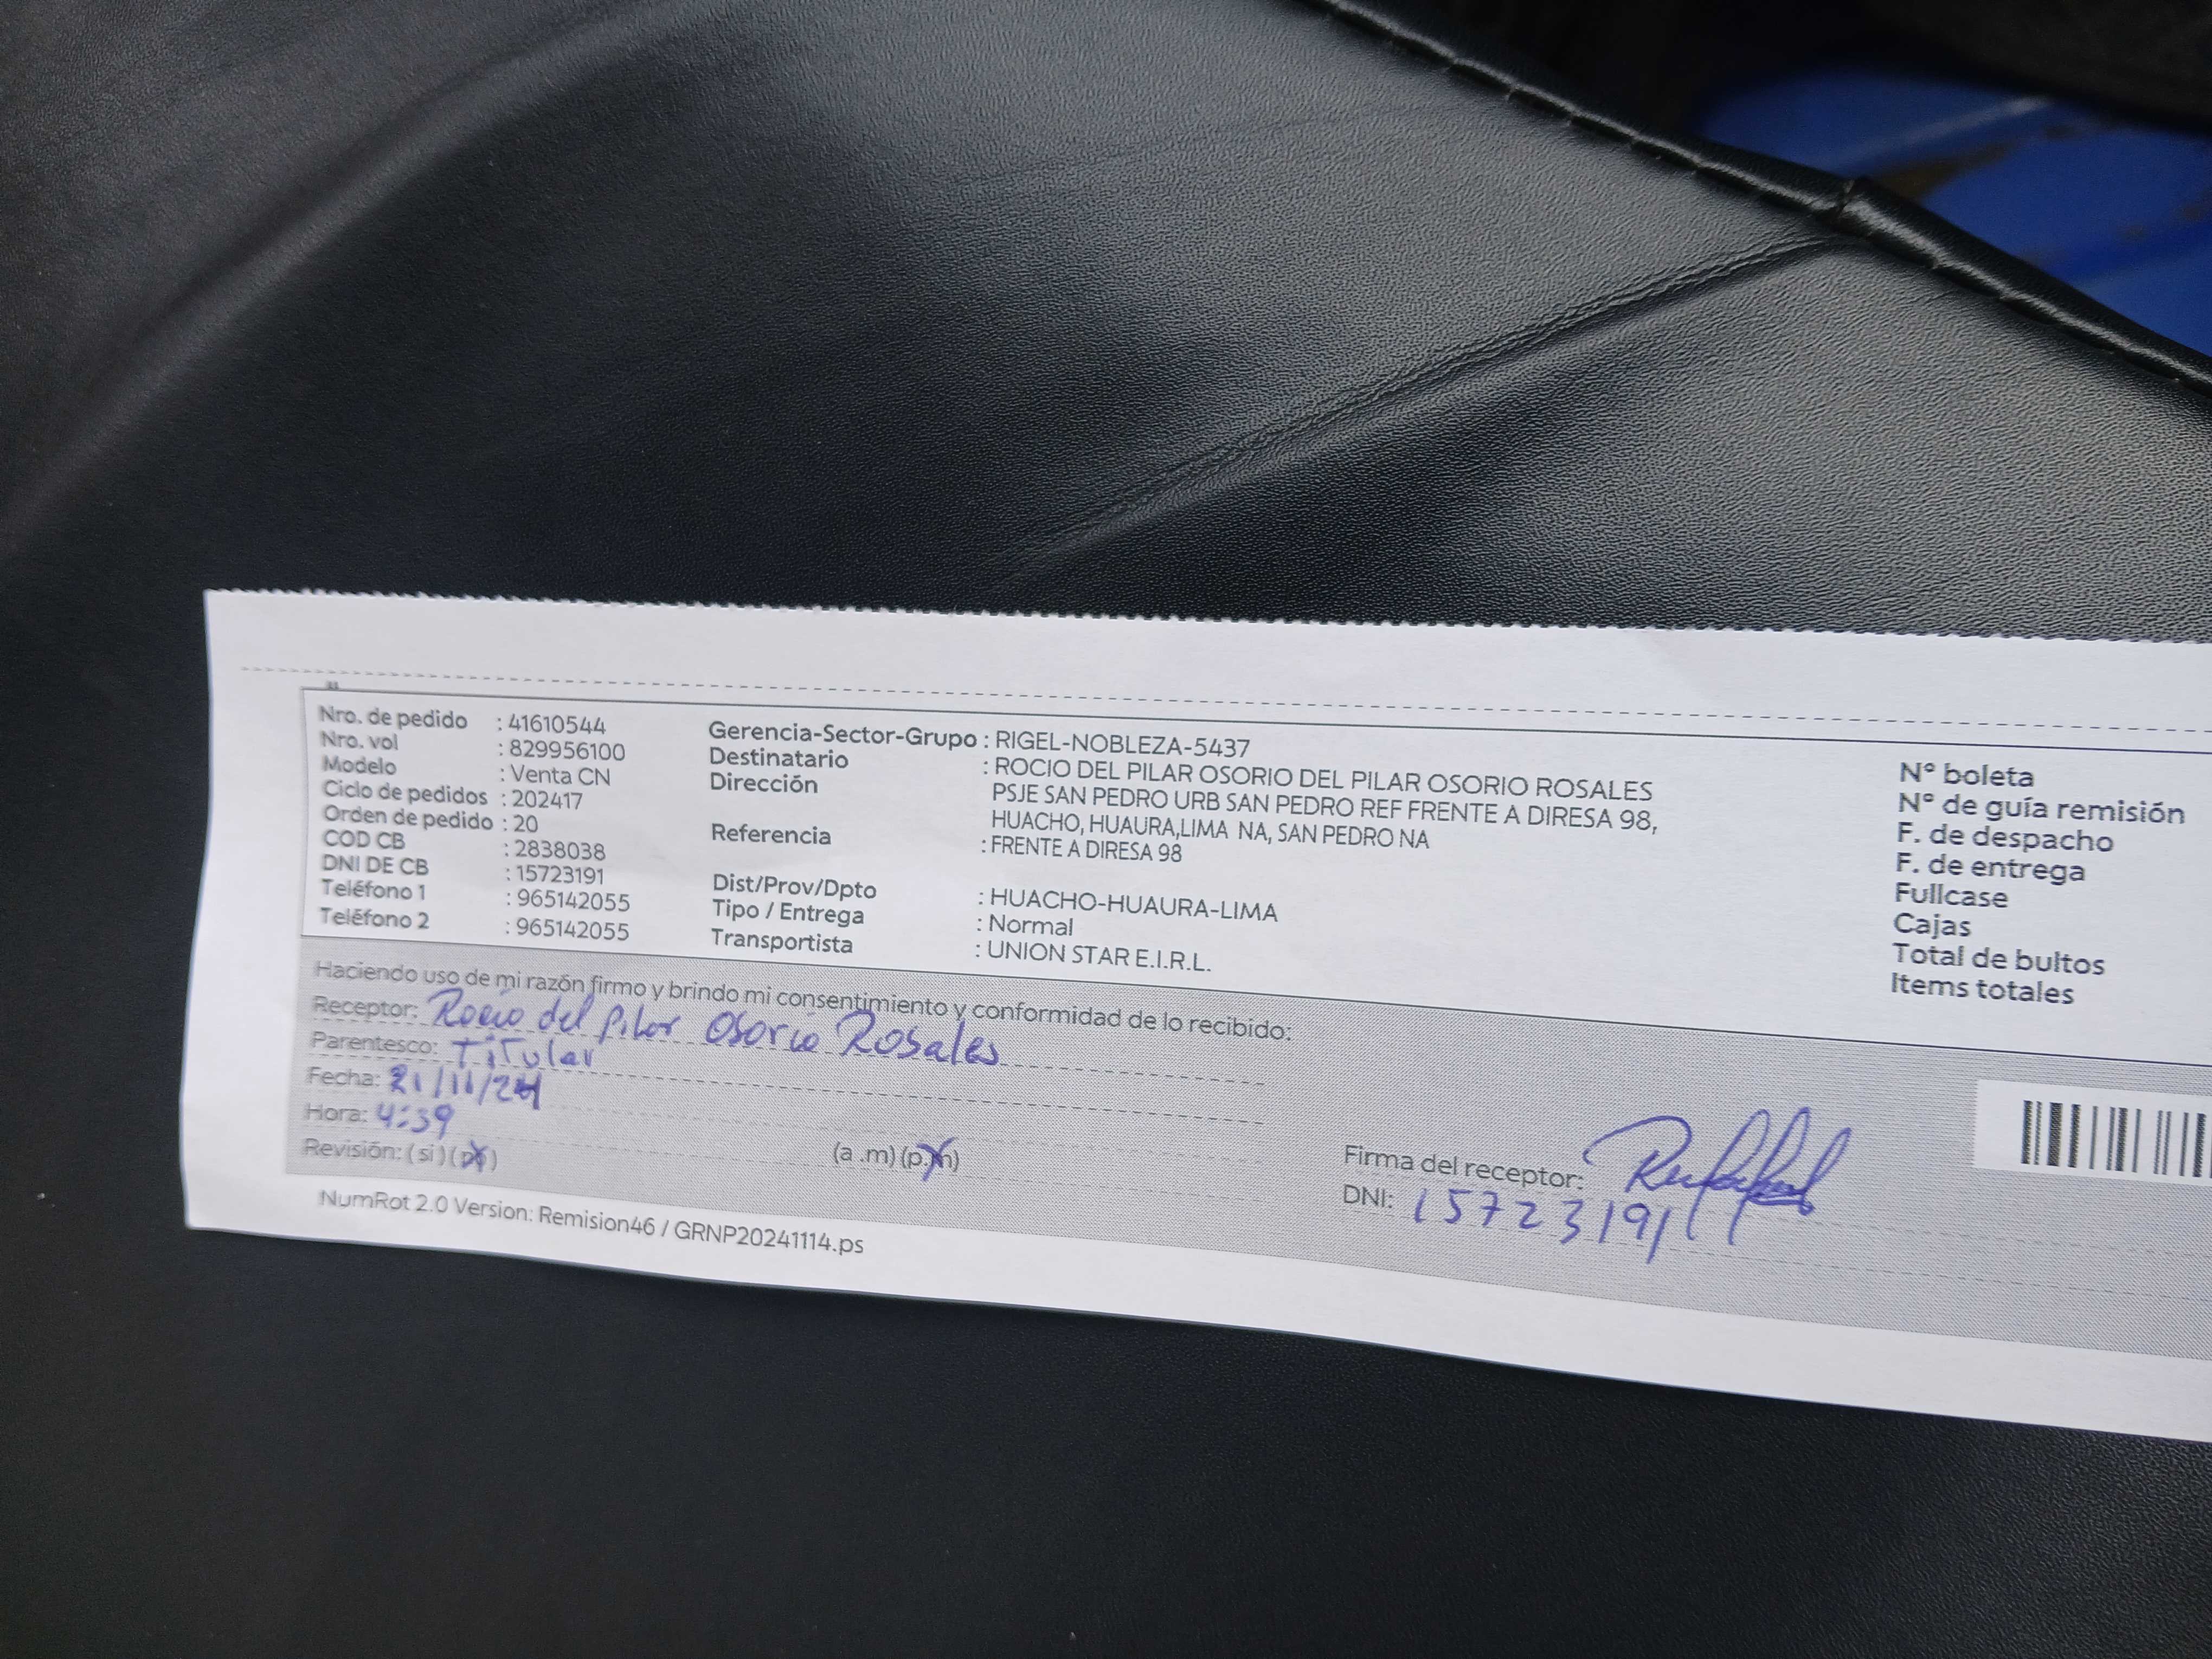 Nro. de pedido : 41610544
Nro. vol : 829956100
Modelo : Venta CN
Ciclo de pedidos : 202417
Orden de pedido : 20
COD CB : 2838038
DNI DE CB : 15723191
Teléfono 1 : 965142055
Teléfono 2 : 965142055
Gerencia-Sector-Grupo : RIGEL-NOBLEZA-5437
Destinatario : ROCIO DEL PILAR OSORIO DEL PILAR OSORIO ROSALES
Dirección PSJE SAN PEDRO URB SAN PEDRO REF FRENTE A DIRESA 98,
HUACHO, HUAURA,LIMA NA, SAN PEDRO NA
Referencia : FRENTE A DIRESA 98
Dist/Prov/Dpto : HUACHO-HUAURA-LIMA
Tipo / Entrega : Normal
Transportista : UNION STAR E.I.R.L.
N° boleta
N° de guía remisión
F. de despacho
F. de entrega
Fullcase
Cajas
Total de bultos
Items totales
Haciendo uso de mi razón firmo y brindo mi consentimiento y conformidad de lo recibido:
Receptor: Rocio del Pilar Osorio Rosales
Parentesco: Titular
Fecha: 21/11/24
Hora: 4:39
(a .m) (p.m)
Revisión: ( si )
Firma del receptor:
DNI: 15723191
NumRot 2.0 Version: Remision46 / GRNP20241114.ps